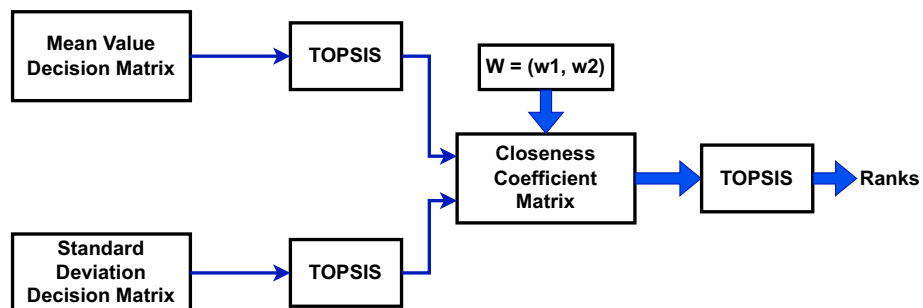 Mean Value
Decision Matrix
TOPSIS
W = (w1, w2)
Closeness
Coefficient
Matrix
TOPSIS
Ranks
Standard
Deviation
Decision Matrix
TOPSIS